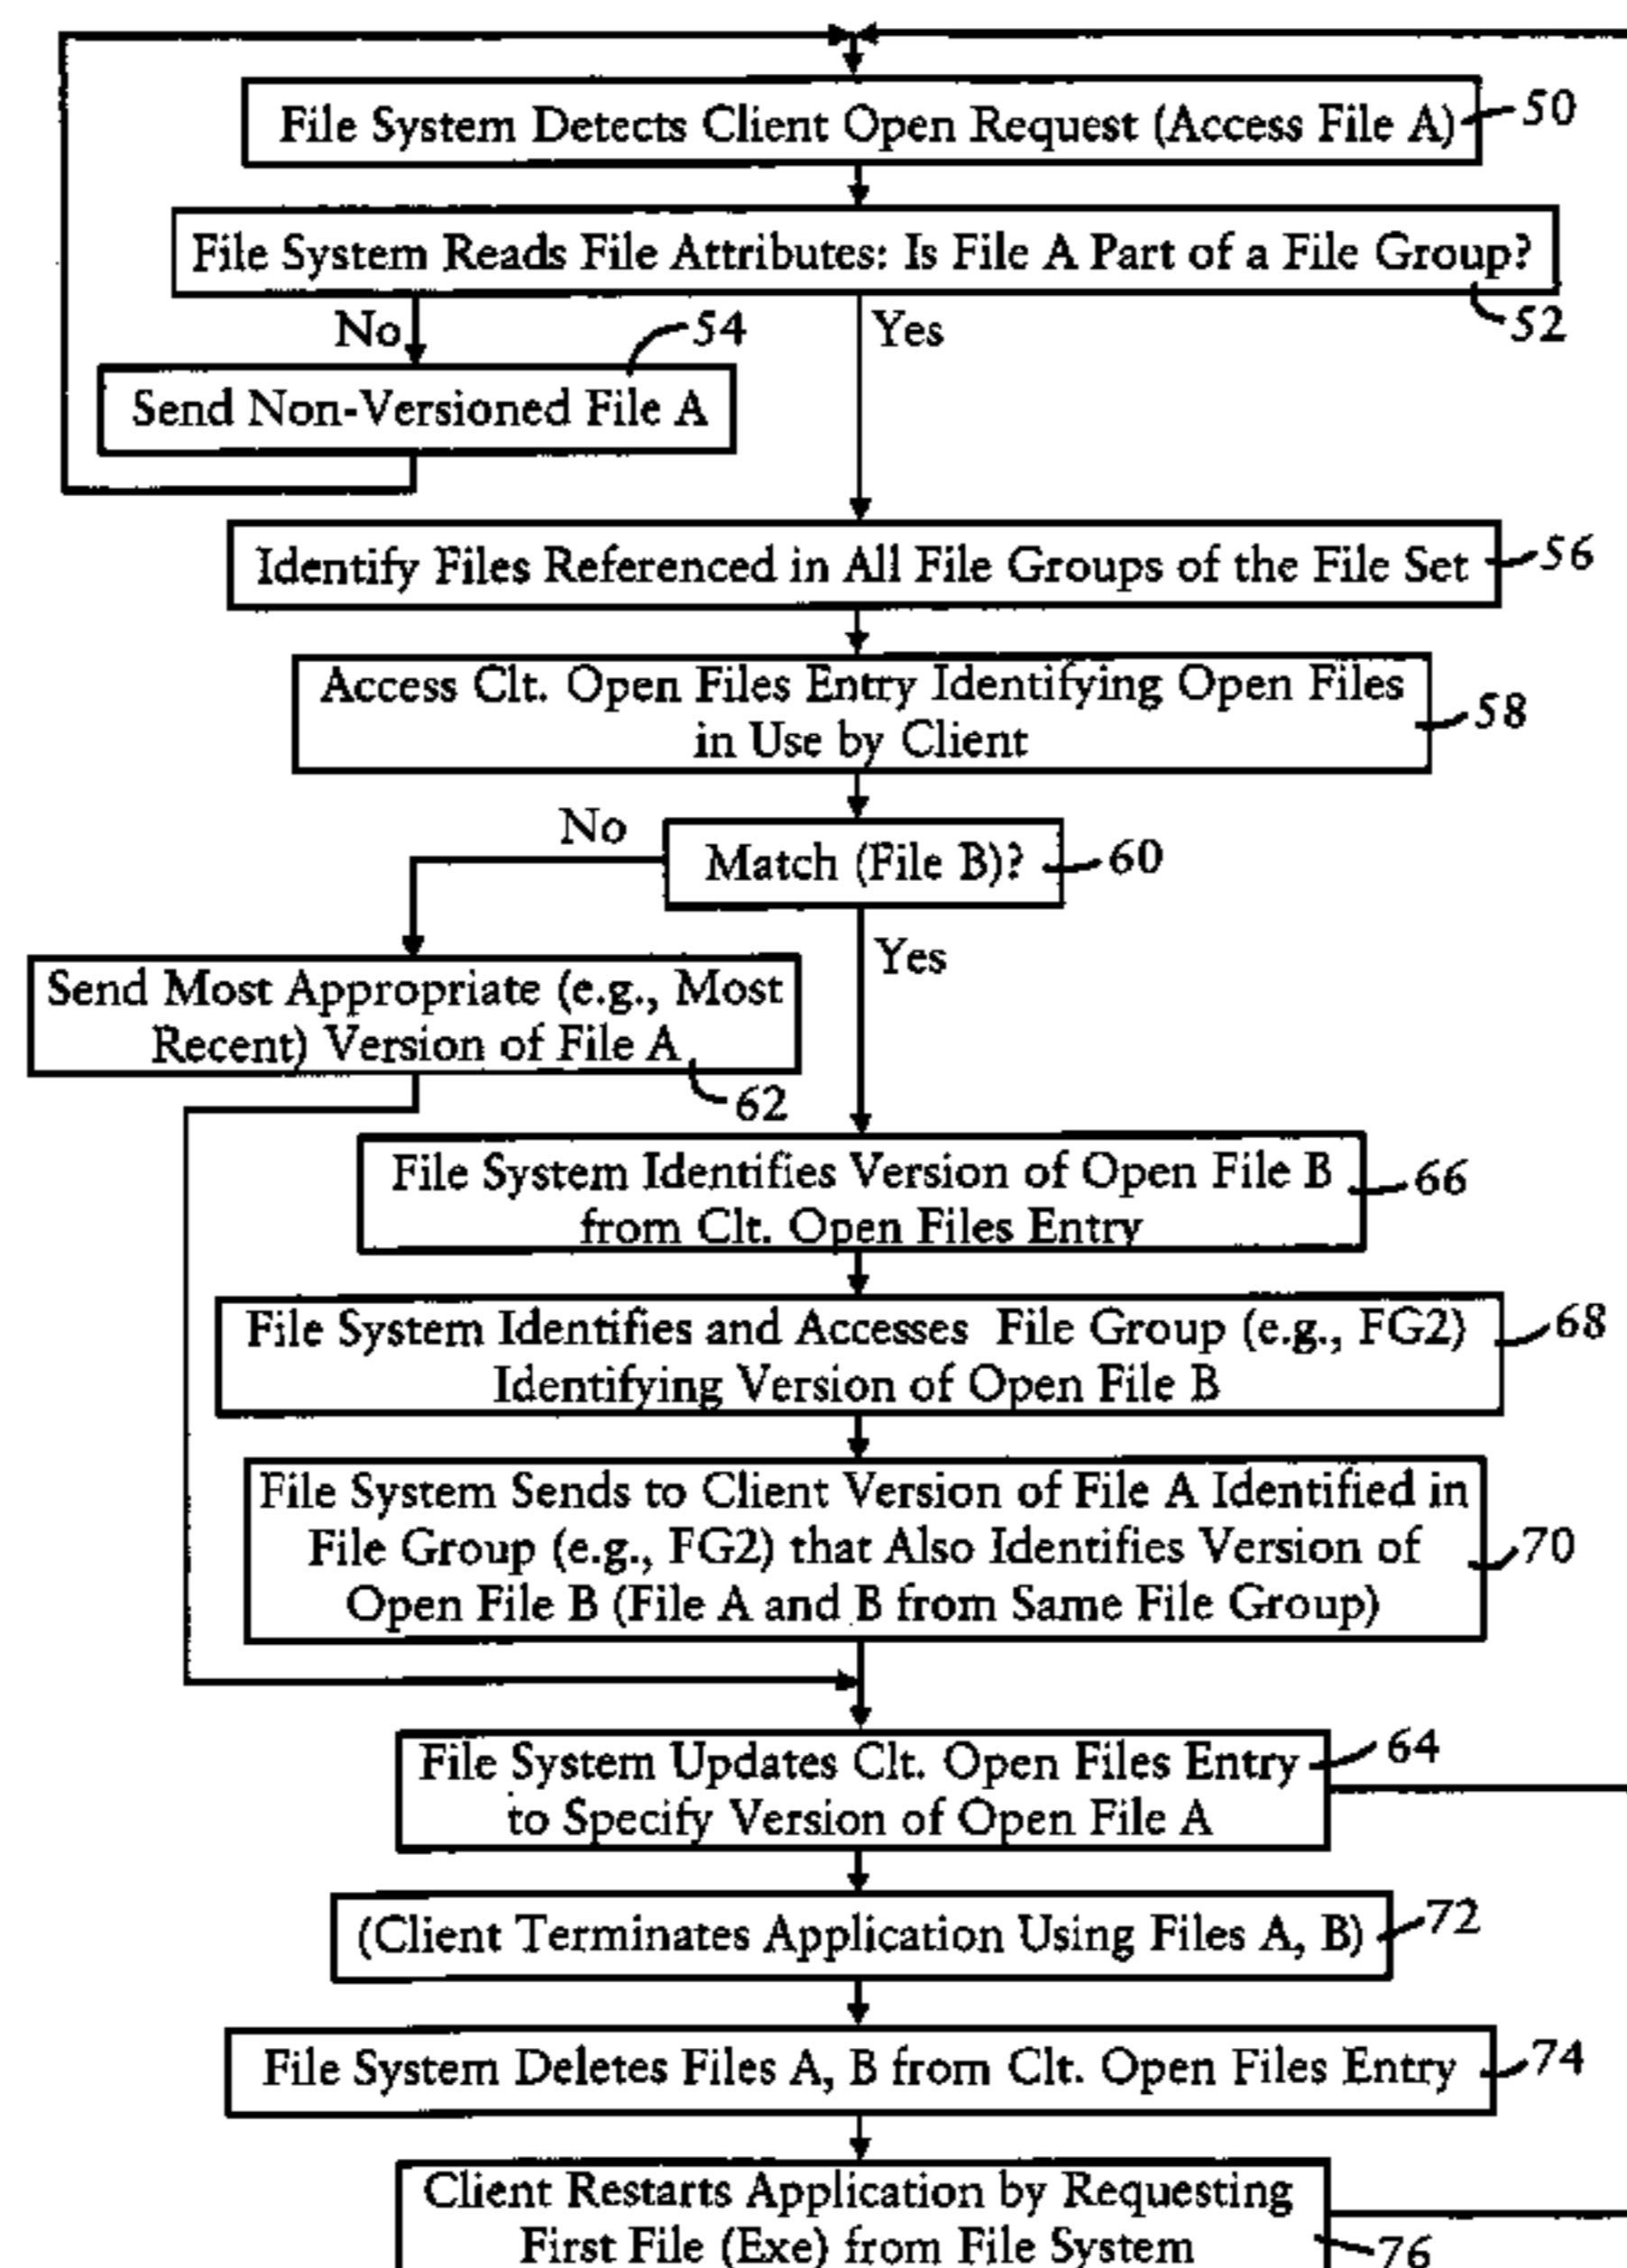 File System Detects Client Open Request (Access File A)
50
File System Reads File Attributes: Is File A Part of a File Group?
52
No
54
Yes
Send Non-Versioned File A
Identify Files Referenced in All File Groups of the File Set
56
Access Clt. Open Files Entry Identifying Open Files
in Use by Client
58
No
Match (File B)?
60
Yes
Send Most Appropriate (e.g., Most
Recent) Version of File A
62
File System Identifies Version of Open File B
from Clt. Open Files Entry
66
File System Identifies and Accesses File Group (e.g., FG2)
Identifying Version of Open File B
68
File System Sends to Client Version of File A Identified in
File Group (e.g., FG2) that Also Identifies Version of
Open File B (File A and B from Same File Group)
70
File System Updates Clt. Open Files Entry
to Specify Version of Open File A
64
(Client Terminates Application Using Files A, B)
72
File System Deletes Files A, B from Clt. Open Files Entry
74
Client Restarts Application by Requesting
First File (Exe) from File System
76